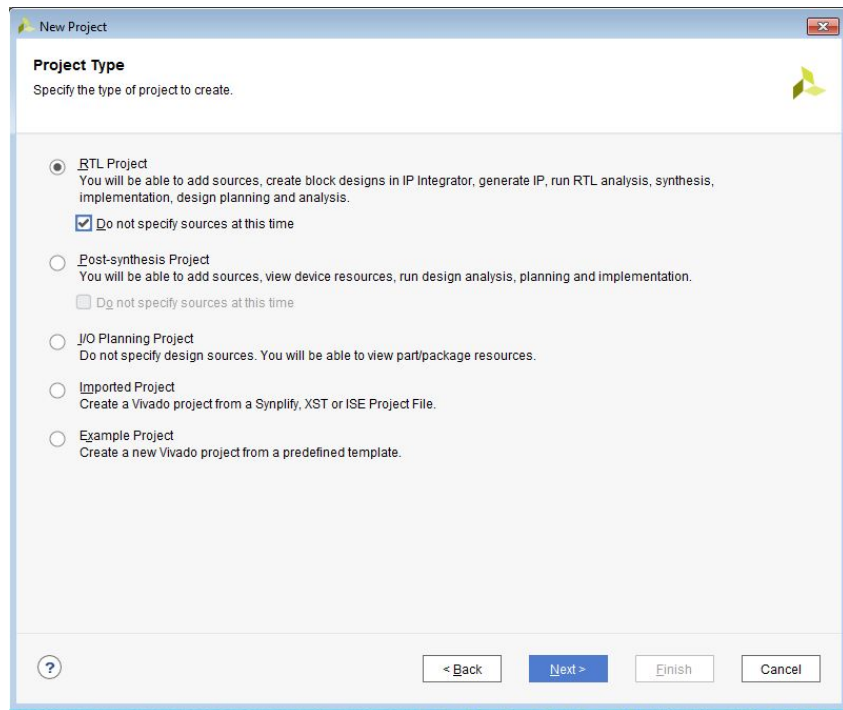 New Project
Project Type
Specify the type of project to create.
RTL Project
You will be able to add sources, create block designs in IP Integrator, generate IP, run RTL analysis, synthesis,
implementation, design planning and analysis.
Do not specify sources at this time
Post-synthesis Project
You will be able to add sources, view device resources, run design analysis, planning and implementation.
Do not specify sources at this time
I/O Planning Project
Do not specify design sources. You will be able to view part/package resources.
Imported Project
Create a Vivado project from a Synplify, XST or ISE Project File.
Example Project
Create a new Vivado project from a predefined template.
? < Back Next > Finish Cancel